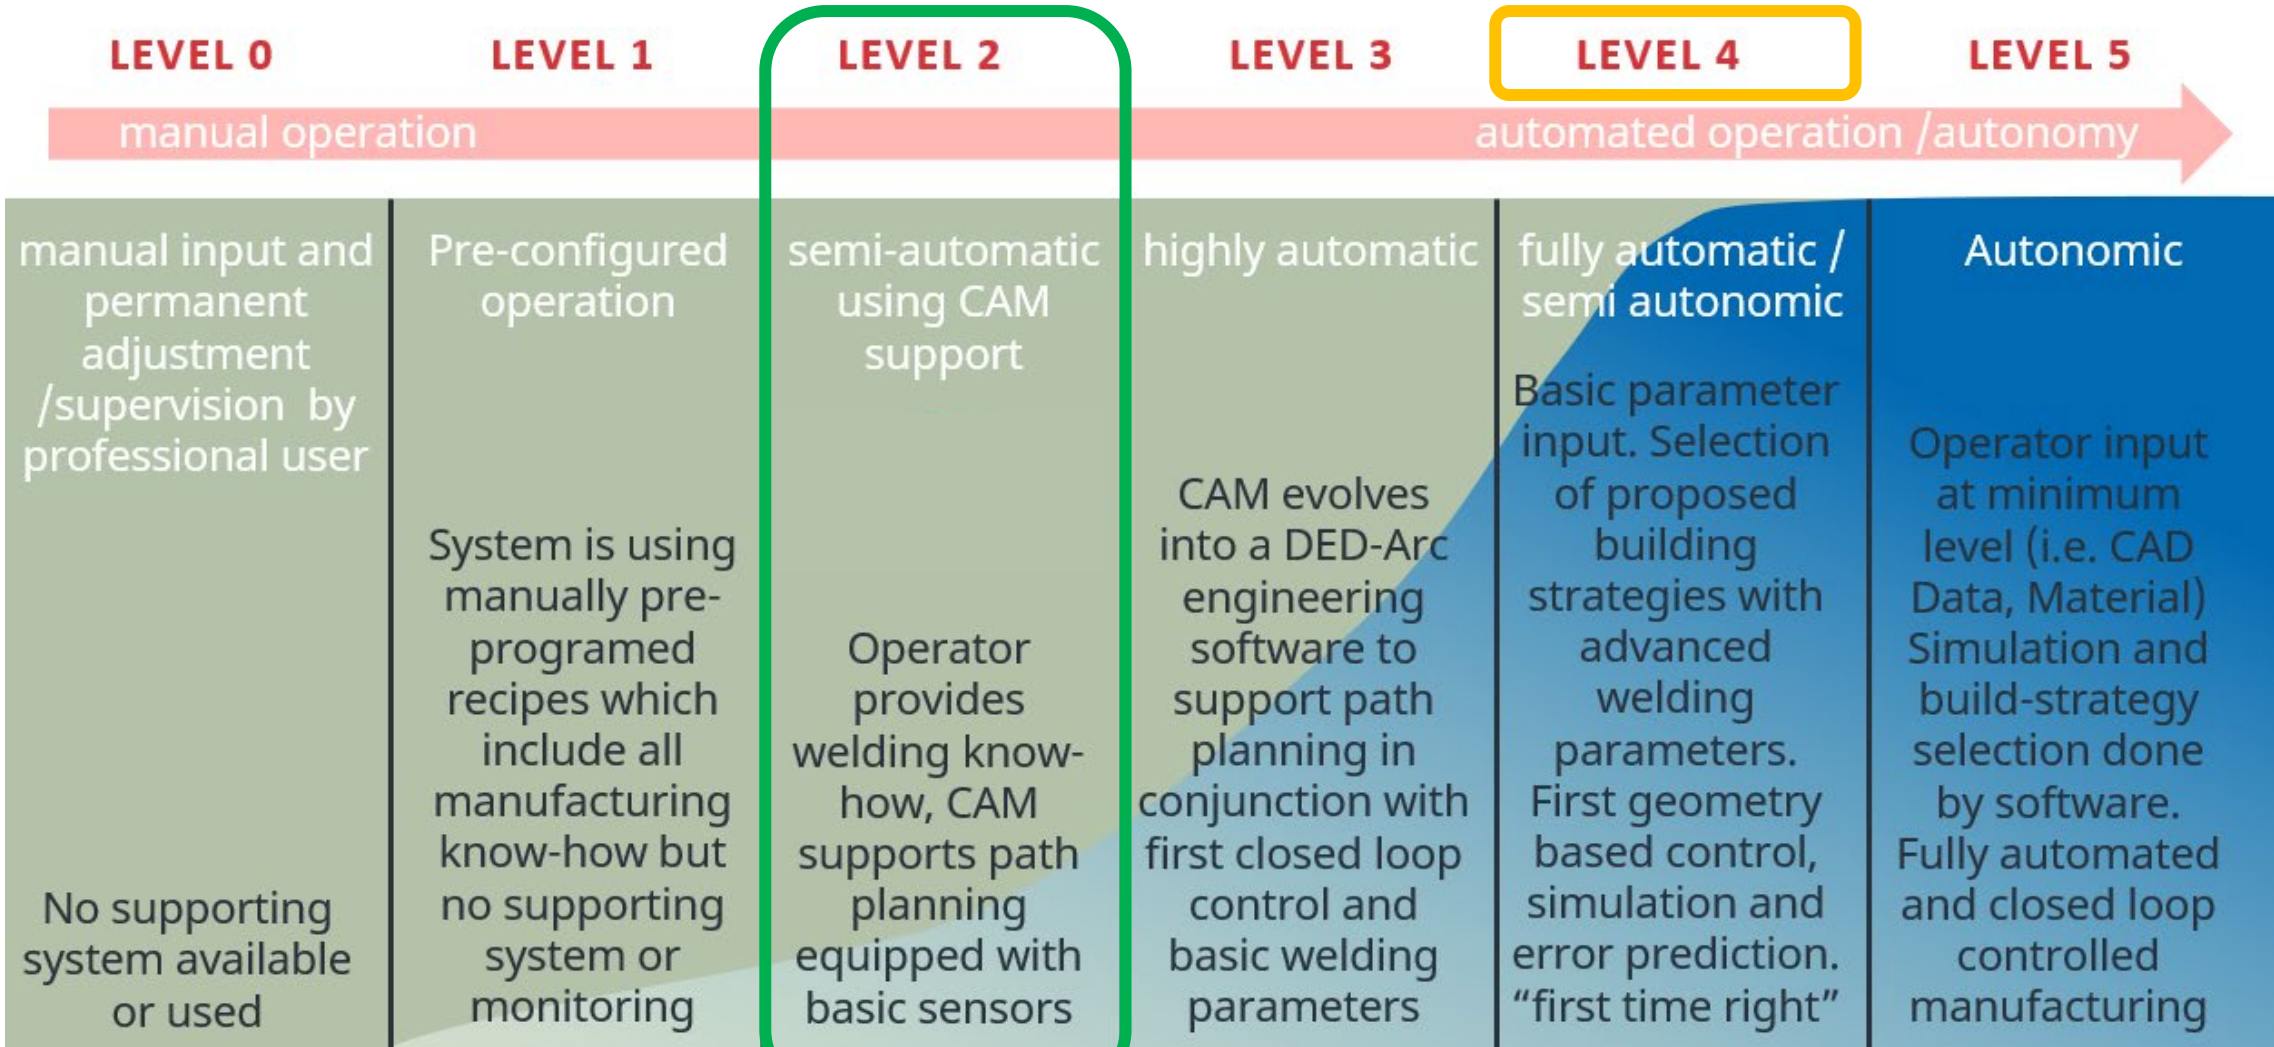 LEVEL 0
LEVEL 1
LEVEL 2
LEVEL 3
LEVEL 4
LEVEL 5
manual operation
automated operation /autonomy
manual input and
permanent
adjustment
/supervision by
professional user
No supporting
system available
or used
Pre-configured
operation
System is using
manually pre-
programed
recipes which
include all
manufacturing
know-how but
no supporting
system or
monitoring
semi-automatic
using CAM
support
Operator
provides
welding know-
how, CAM
supports path
planning
equipped with
basic sensors
highly automatic
CAM evolves
into a DED-Arc
engineering
software to
support path
planning in
conjunction with
first closed loop
control and
basic welding
parameters
fully automatic /
semi autonomic
Basic parameter
input. Selection
of proposed
building
strategies with
advanced
welding
parameters.
First geometry
based control,
simulation and
error prediction.
“first time right”
Autonomic
Operator input
at minimum
level (i.e. CAD
Data, Material)
Simulation and
build-strategy
selection done
by software.
Fully automated
and closed loop
controlled
manufacturing